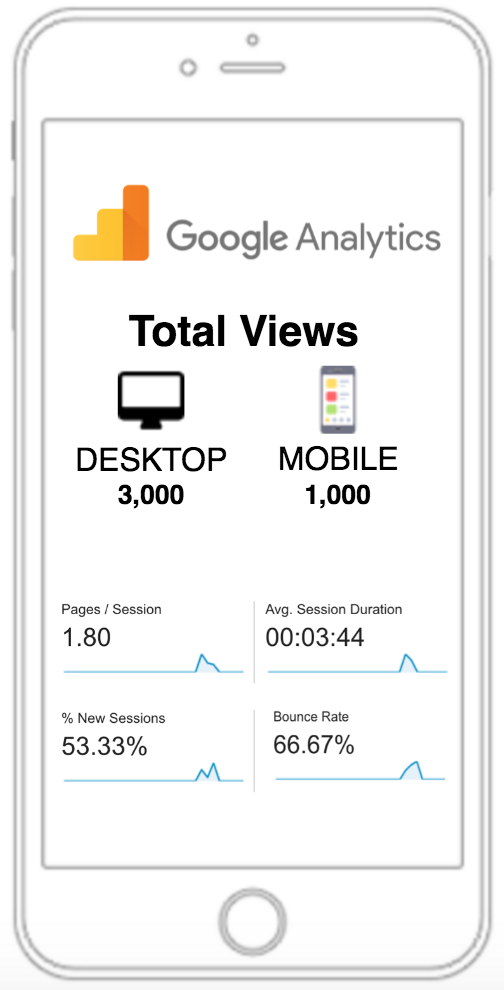 Google Analytics
Total Views
DESKTOP MOBILE
3,000 1,000
Pages / Session Avg. Session Duration
1.80 00:03:44
% New Sessions Bounce Rate
53.33% 66.67%